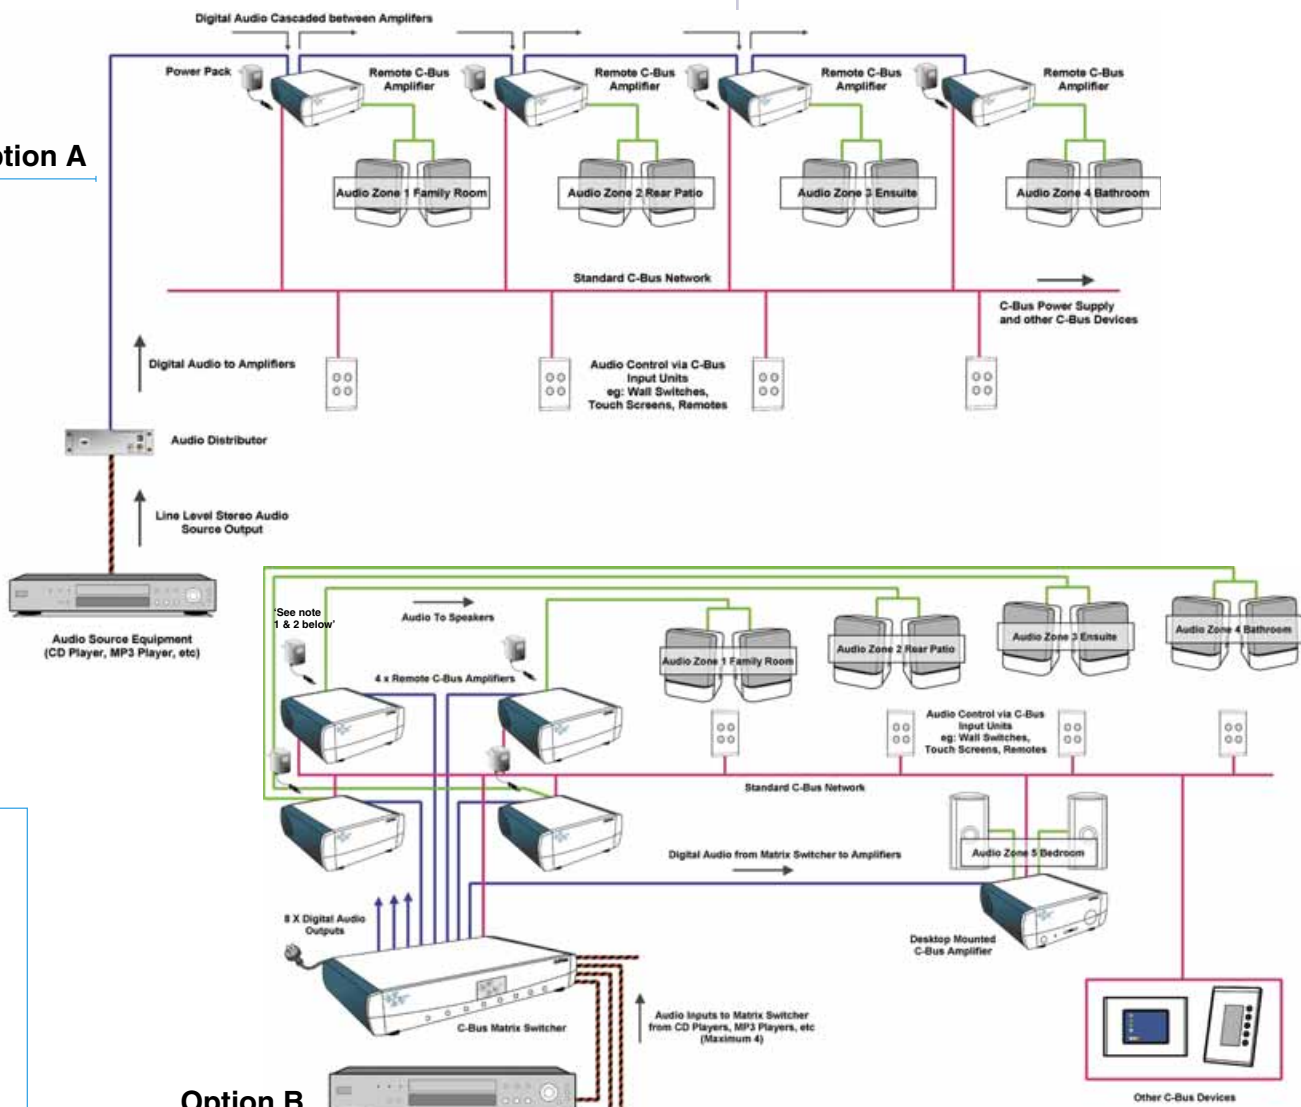 Digital Audio Cascaded between Amplifers
Power Pack
Remote C-Bus
Amplifier
Remote C-Bus
Amplifier
Remote C-Bus
Amplifier
Remote C-Bus
Amplifier
tion A
Audio Zone 1 Family Room
Audio Zone 2 Rear Patio
Audio Zone 3 Ensuite
Audio Zone 4 Bathroom
Standard C-Bus Network
C-Bus Power Supply
and other C-Bus Devices
Digital Audio to Amplifiers
Audio Control via C-Bus
Input Units
eg: Wall Switches,
Touch Screens, Remotes
Audio Distributor
Line Level Stereo Audio
Source Output
Audio Source Equipment
(CD Player, MP3 Player, etc)
'See note
1 & 2 below'
Audio To Speakers
Audio Zone 1 Family Room
Audio Zone 2 Rear Patio
Audio Zone 3 Ensuite
Audio Zone 4 Bathroom
4 x Remote C-Bus Amplifiers
Audio Control via C-Bus
Input Units
eg: Wall Switches,
Touch Screens, Remotes
Standard C-Bus Network
Digital Audio from Matrix Switcher to Amplifiers
Audio Zone 5 Bedroom
8 X Digital Audio
Outputs
Desktop Mounted
C-Bus Amplifier
C-Bus Matrix Switcher
Audio Inputs to Matrix Switcher
from CD Players, MP3 Players, etc
(Maximum 4)
Option B
Other C-Bus Devices